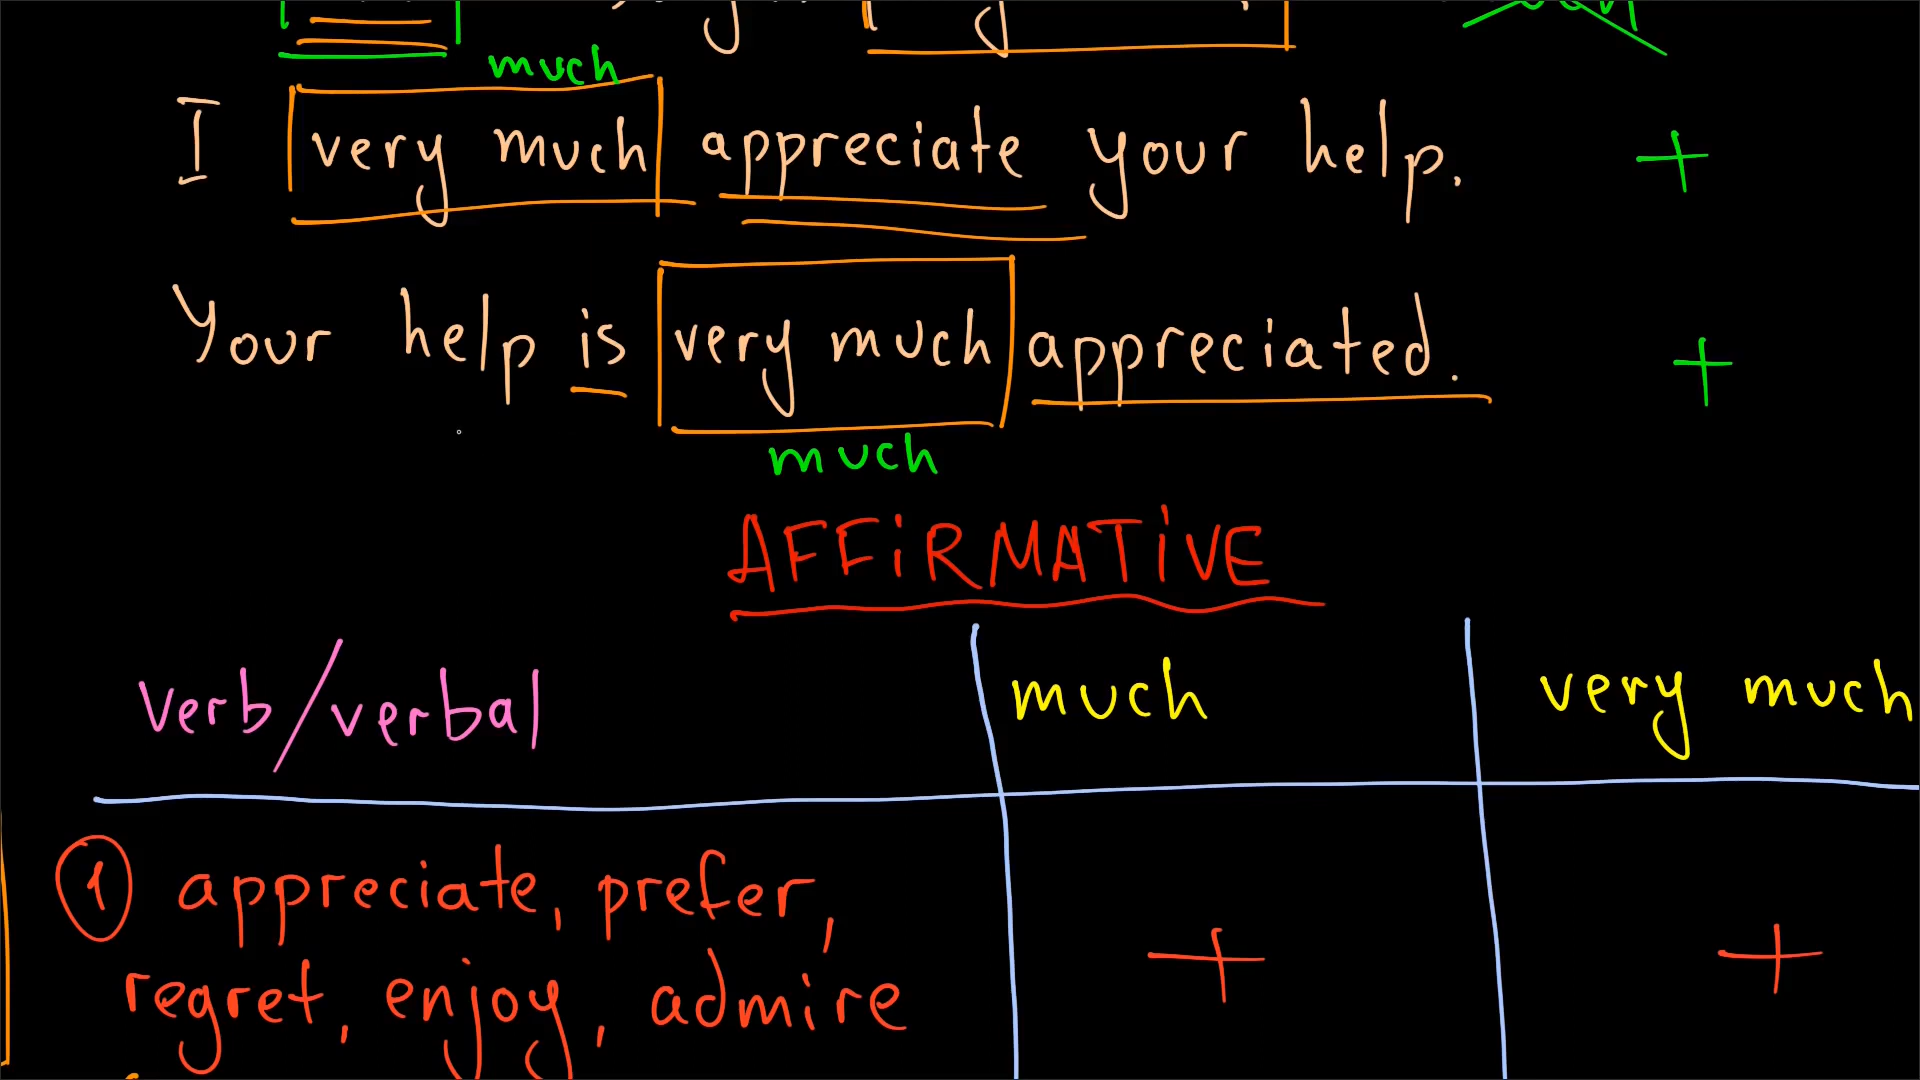 much
I very much appreciate your help. +
Your help is very much appreciated. +
much
AFFiRMATiVE
verb/verbal much very much
1 appreciate, prefer, + +
regret, enjoy, admire